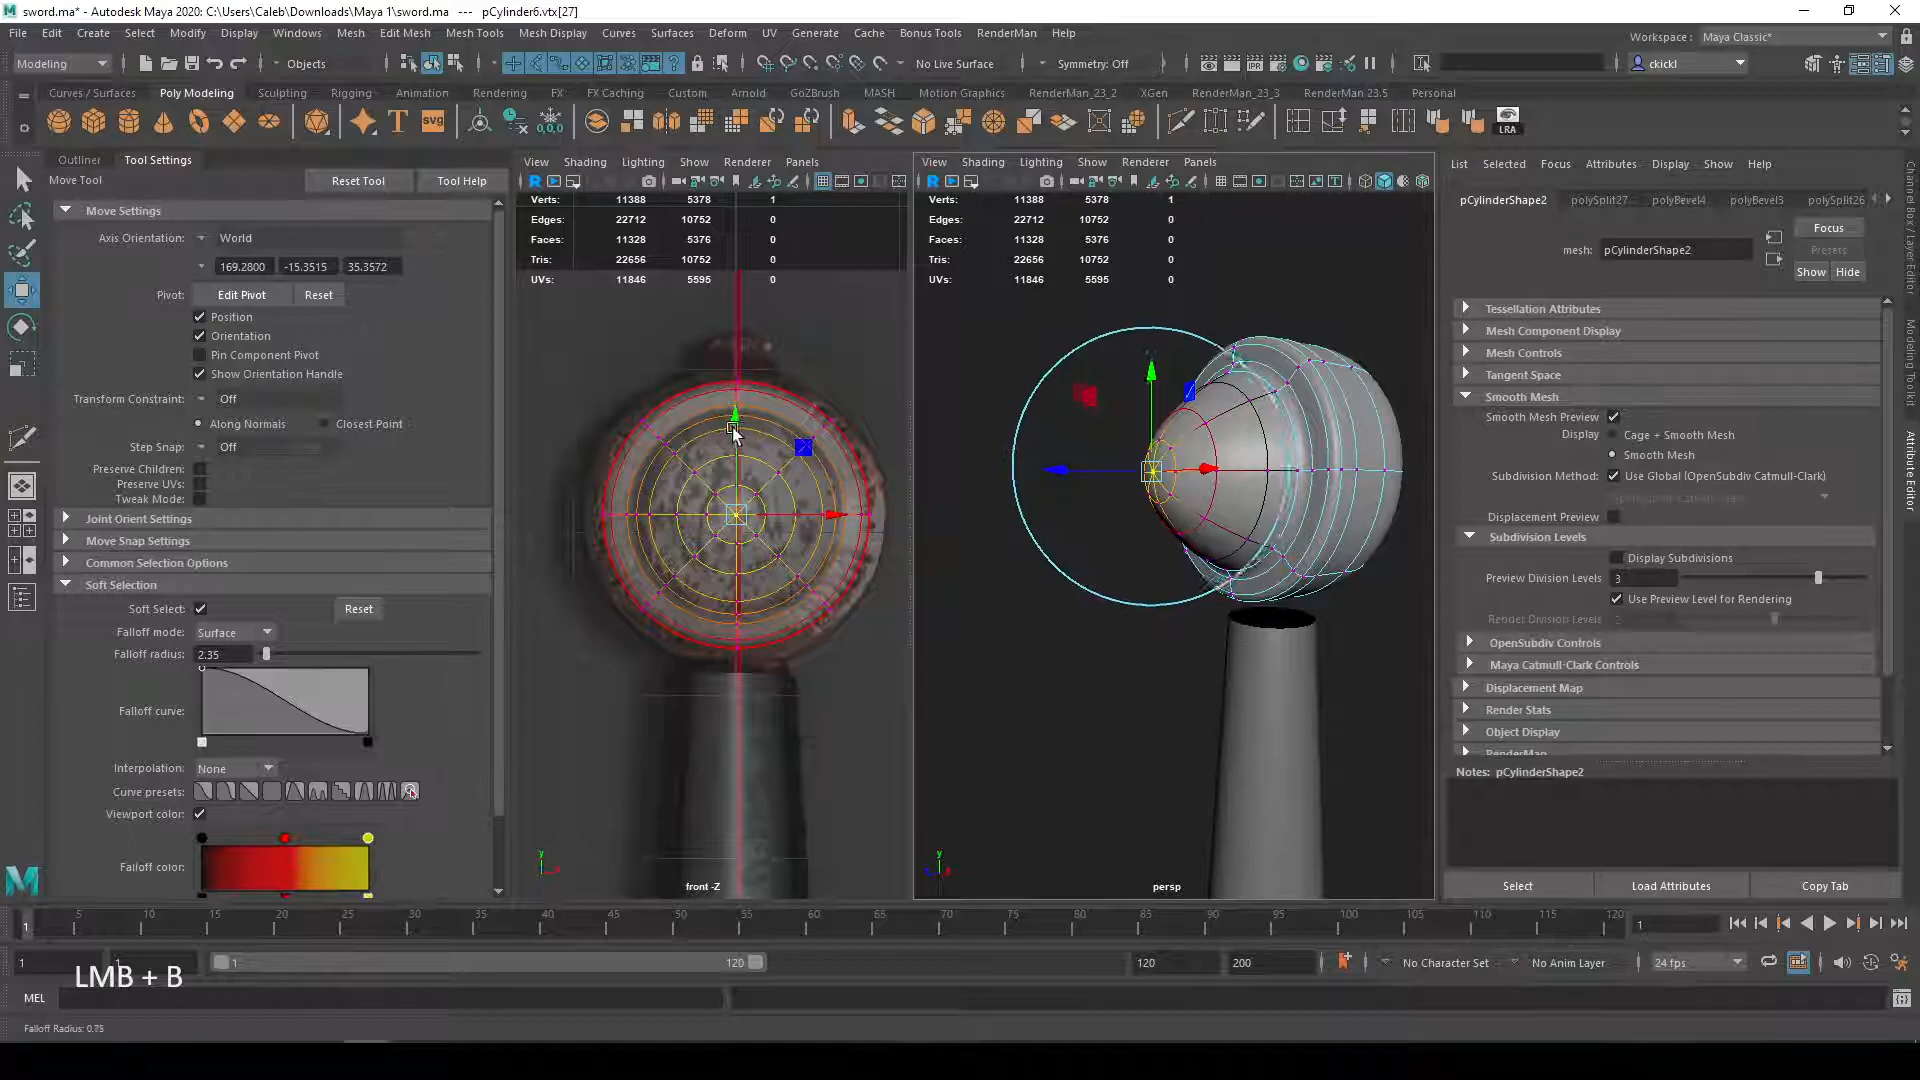 sword.ma* - Autodesk Maya 2020: C:\Users\Caleb\Downloads\Maya 1\sword.ma --- pCylinder6.vtx[27]
File Edit Create Select Modify Display Windows Mesh Edit Mesh Mesh Tools Mesh Display Curves Surfaces Deform UV Generate Cache Bonus Tools RenderMan Help
Workspace : Maya Classic*
Modeling Objects No Live Surface Symmetry: Off ckickl
Curves / Surfaces Poly Modeling Sculpting Rigging Animation Rendering FX FX Caching Custom Arnold GoZBrush MASH Motion Graphics RenderMan_23_2 XGen RenderMan_23_3 RenderMan 23.5 Personal
T svg 0,0,0 LRA
Outliner Tool Settings
Move Tool Reset Tool Tool Help
Move Settings
Axis Orientation: World
169.2800 -15.3515 35.3572
Pivot: Edit Pivot Reset
Position
Orientation
Pin Component Pivot
Show Orientation Handle
Transform Constraint: Off
Along Normals Closest Point
Step Snap: Off
Preserve Children:
Preserve UVs:
Tweak Mode:
Joint Orient Settings
Move Snap Settings
Common Selection Options
Soft Selection
Soft Select: Reset
Falloff mode: Surface
Falloff radius: 2.35
Falloff curve:
Interpolation: None
Curve presets:
Viewport color:
Falloff color:
View Shading Lighting Show Renderer Panels
Verts: 11388 5378 1
Edges: 22712 10752 0
Faces: 11328 5376 0
Tris: 22656 10752 0
UVs: 11846 5595 0
y x
front -Z
View Shading Lighting Show Renderer Panels
Verts: 11388 5378 1
Edges: 22712 10752 0
Faces: 11328 5376 0
Tris: 22656 10752 0
UVs: 11846 5595 0
y
persp
List Selected Focus Attributes Display Show Help
pCylinderShape2 polySplit27 polyBevel4 polyBevel3 polySplit26
mesh: pCylinderShape2
Focus
Presets
Show Hide
Tessellation Attributes
Mesh Component Display
Mesh Controls
Tangent Space
Smooth Mesh
Smooth Mesh Preview
Display Cage + Smooth Mesh
Smooth Mesh
Subdivision Method: Use Global (OpenSubdiv Catmull-Clark)
Displacement Preview
Subdivision Levels
Display Subdivisions
Preview Division Levels 3
Use Preview Level for Rendering
Render Division Levels 2
OpenSubdiv Controls
Maya Catmull-Clark Controls
Displacement Map
Render Stats
Object Display
RenderMan
Notes: pCylinderShape2
Select Load Attributes Copy Tab
Channel Box / Layer Editor
Modeling Toolkit
Attribute Editor
1 5 10 15 20 25 30 35 40 45 50 55 60 65 70 75 80 85 90 95 100 105 110 115 120 1
1 1 1 120 120 200 No Character Set No Anim Layer 24 fps
LMB + B
MEL
Falloff Radius: 0.75